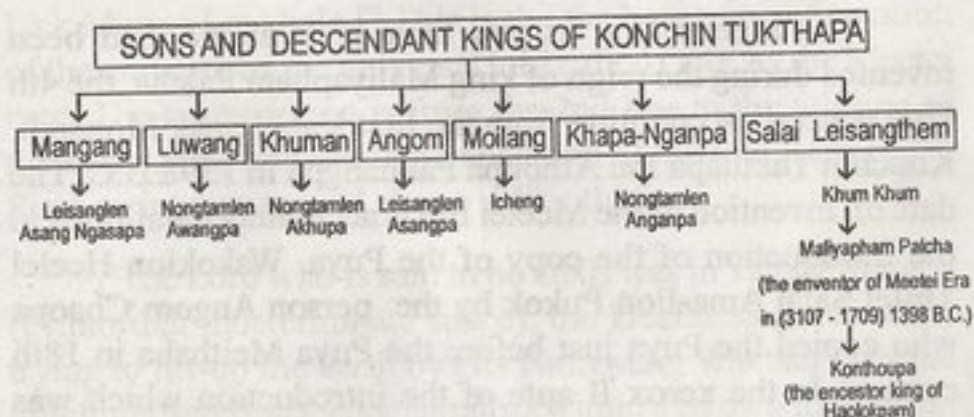 SONS AND DESCENDANT KINGS OF KONCHIN TUKTHAPA
Mangang Luwang Khuman Angom Moilang Khapa-Nganpa Salai Leisangthem
Leisanglen
Asang Ngasapa
Nongtamlen
Awangpa
Nongtamlen
Akhupa
Leisanglen
Asangpa
Icheng
Nongtamlen
Anganpa
Khum Khum
Maliyapham Palcha
(the enventor of Meetei Era
in (3107 - 1709) 1398 B.C.)
Konthoupa
(the encestor king of
Haolokpam)